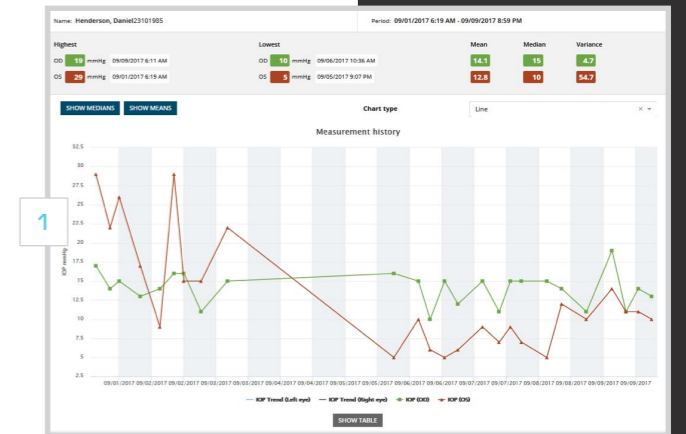 Name: Henderson, Daniel23101985
Period: 09/01/2017 6:19 AM - 09/09/2017 8:59 PM
Highest Lowest Mean Median Variance
OD 19 mmHg 09/09/2017 6:11 AM OD 10 mmHg 09/06/2017 10:36 AM 14.1 15 4.7
OS 29 mmHg 09/01/2017 6:19 AM OS 5 mmHg 09/05/2017 9:07 PM 12.8 10 54.7
SHOW MEDIANS SHOW MEANS Chart type Line × 
Measurement history
32.5
30
27.5
25
1
22.5
20
17.5
IOP mmHg
15
12.5
10
7.5
5
2.5
09/01/2017 09/02/2017 09/02/2017 09/03/2017 09/03/2017 09/04/2017 09/04/2017 09/05/2017 09/05/2017 09/06/2017 09/06/2017 09/07/2017 09/07/2017 09/08/2017 09/08/2017 09/09/2017 09/09/2017
IOP Trend (Left eye) IOP Trend (Right eye) IOP (OD) IOP (OS)
SHOW TABLE